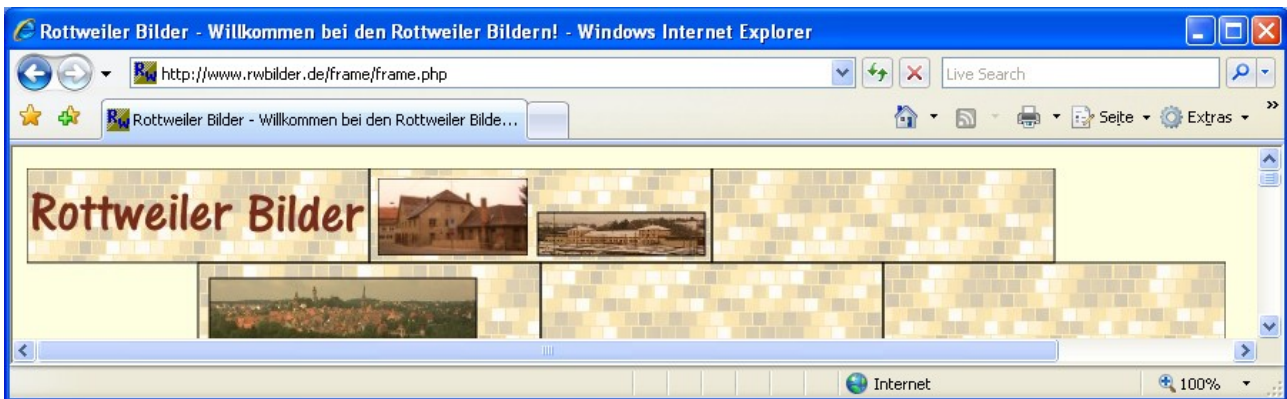 Rottweiler Bilder - Willkommen bei den Rottweiler Bildern! - Windows Internet Explorer
http://www.rwbilder.de/frame/frame.php
Live Search
Rottweiler Bilder - Willkommen bei den Rottweiler Bilde...
Seite
Extras
»
Rottweiler Bilder
Internet
100%